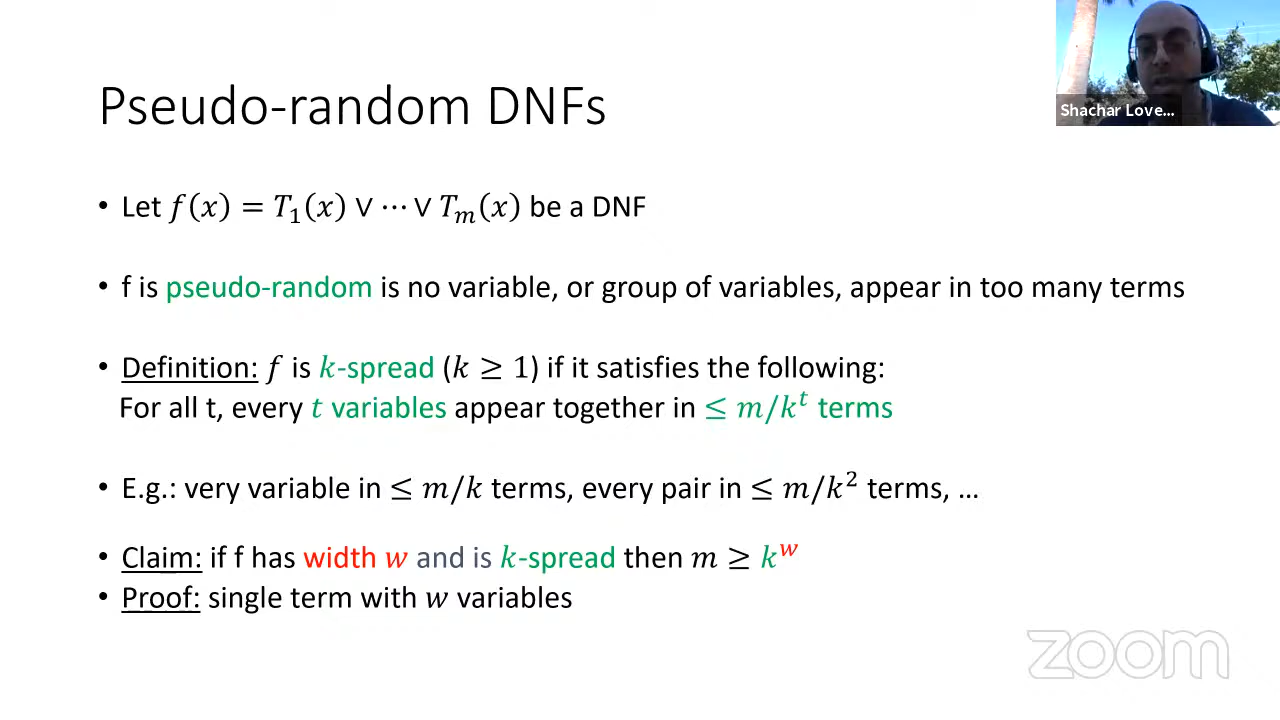 Shachar Love...
Pseudo-random DNFs
• Let f(x) = T₁(x) ∨ ⋯ ∨ Tₘ(x) be a DNF
• f is pseudo-random is no variable, or group of variables, appear in too many terms
• Definition: f is k-spread (k ≥ 1) if it satisfies the following:
For all t, every t variables appear together in ≤ m/kᵗ terms
• E.g.: very variable in ≤ m/k terms, every pair in ≤ m/k² terms, …
• Claim: if f has width w and is k-spread then m ≥ kʷ
• Proof: single term with w variables
zoom